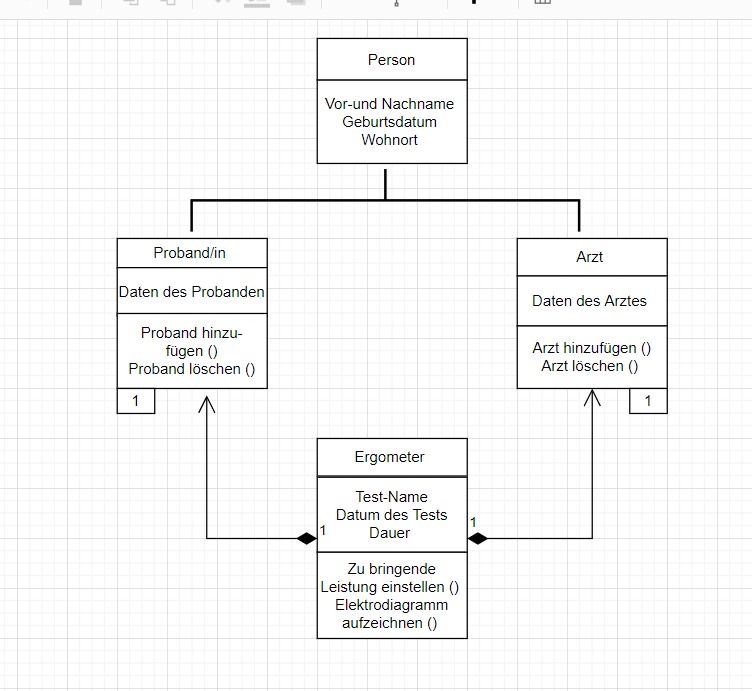 Person
Vor-und Nachname
Geburtsdatum
Wohnort
Proband/in
Daten des Probanden
Proband hinzu-
fügen ()
Proband löschen ()
1
Arzt
Daten des Arztes
Arzt hinzufügen ()
Arzt löschen ()
1
Ergometer
Test-Name
Datum des Tests
Dauer
1
1
Zu bringende
Leistung einstellen ()
Elektrodiagramm
aufzeichnen ()